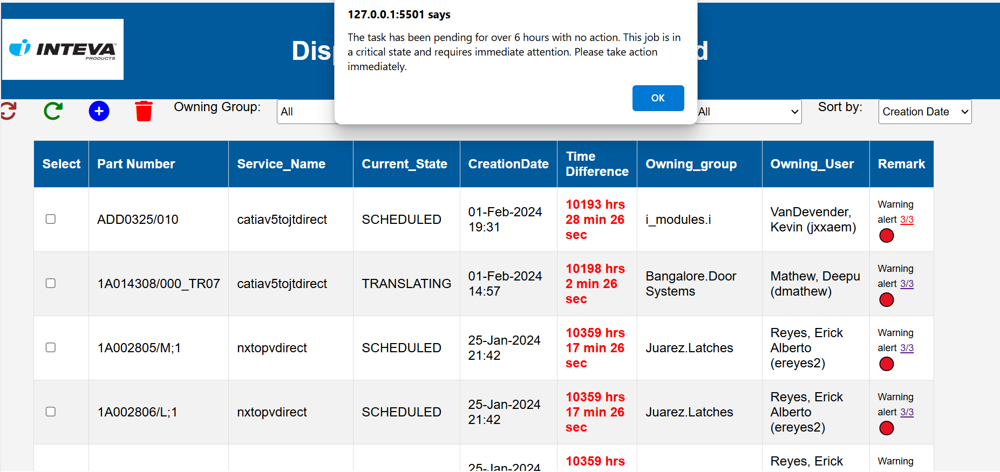 127.0.0.1:5501 says
The task has been pending for over 6 hours with no action. This job is in
a critical state and requires immediate attention. Please take action
immediately.
OK
INTEVA™
PRODUCTS
Owning Group:
All
All
Sort by:
Creation Date
Select
Part Number
Service_Name
Current_State
CreationDate
Time
Difference
Owning_group
Owning_User
Remark
ADD0325/010
catiav5tojtdirect
SCHEDULED
01-Feb-2024
19:31
10193 hrs
28 min 26
sec
i_modules.i
VanDevender,
Kevin (jxxaem)
Warning
alert 3/3
1A014308/000_TR07
catiav5tojtdirect
TRANSLATING
01-Feb-2024
14:57
10198 hrs
2 min 26
sec
Bangalore.Door
Systems
Mathew, Deepu
(dmathew)
Warning
alert 3/3
1A002805/M;1
nxtopvdirect
SCHEDULED
25-Jan-2024
21:42
10359 hrs
17 min 26
sec
Juarez.Latches
Reyes, Erick
Alberto
(ereyes2)
Warning
alert 3/3
1A002806/L;1
nxtopvdirect
SCHEDULED
25-Jan-2024
21:42
10359 hrs
17 min 26
sec
Juarez.Latches
Reyes, Erick
Alberto
(ereyes2)
Warning
alert 3/3
25-Jan-2024
10359 hrs
Reyes, Erick
Warning